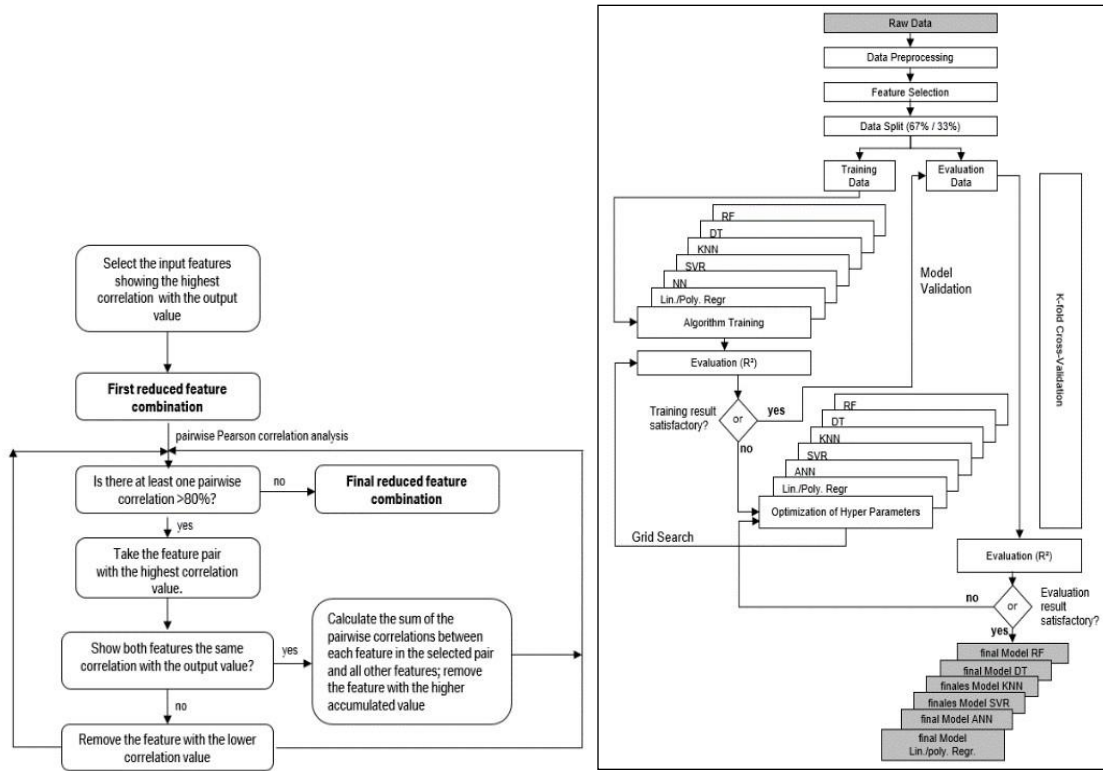 Select the input features
showing the highest
correlation with the output
value
First reduced feature
combination
pairwise Pearson correlation analysis
Is there at least one pairwise
correlation >80%?
no
Final reduced feature
combination
yes
Take the feature pair
with the highest correlation
value.
Show both features the same
correlation with the output value?
yes
Calculate the sum of the
pairwise correlations between
each feature in the selected pair
and all other features; remove
the feature with the higher
accumulated value
no
Remove the feature with the lower
correlation value
Raw Data
Data Preprocessing
Feature Selection
Data Split (67% / 33%)
Training
Data
Evaluation
Data
RF
DT
KNN
SVR
NN
Lin./Poly. Regr
Algorithm Training
Model
Validation
K-fold Cross-Validation
Evaluation (R²)
Training result
satisfactory?
or
yes
no
RF
DT
KNN
SVR
ANN
Lin./Poly. Regr
Optimization of Hyper Parameters
Grid Search
Evaluation (R²)
no
or
Evaluation
result
satisfactory?
yes
final Model RF
final Model DT
finales Model KNN
finales Model SVR
final Model ANN
final Model
Lin./poly. Regr.